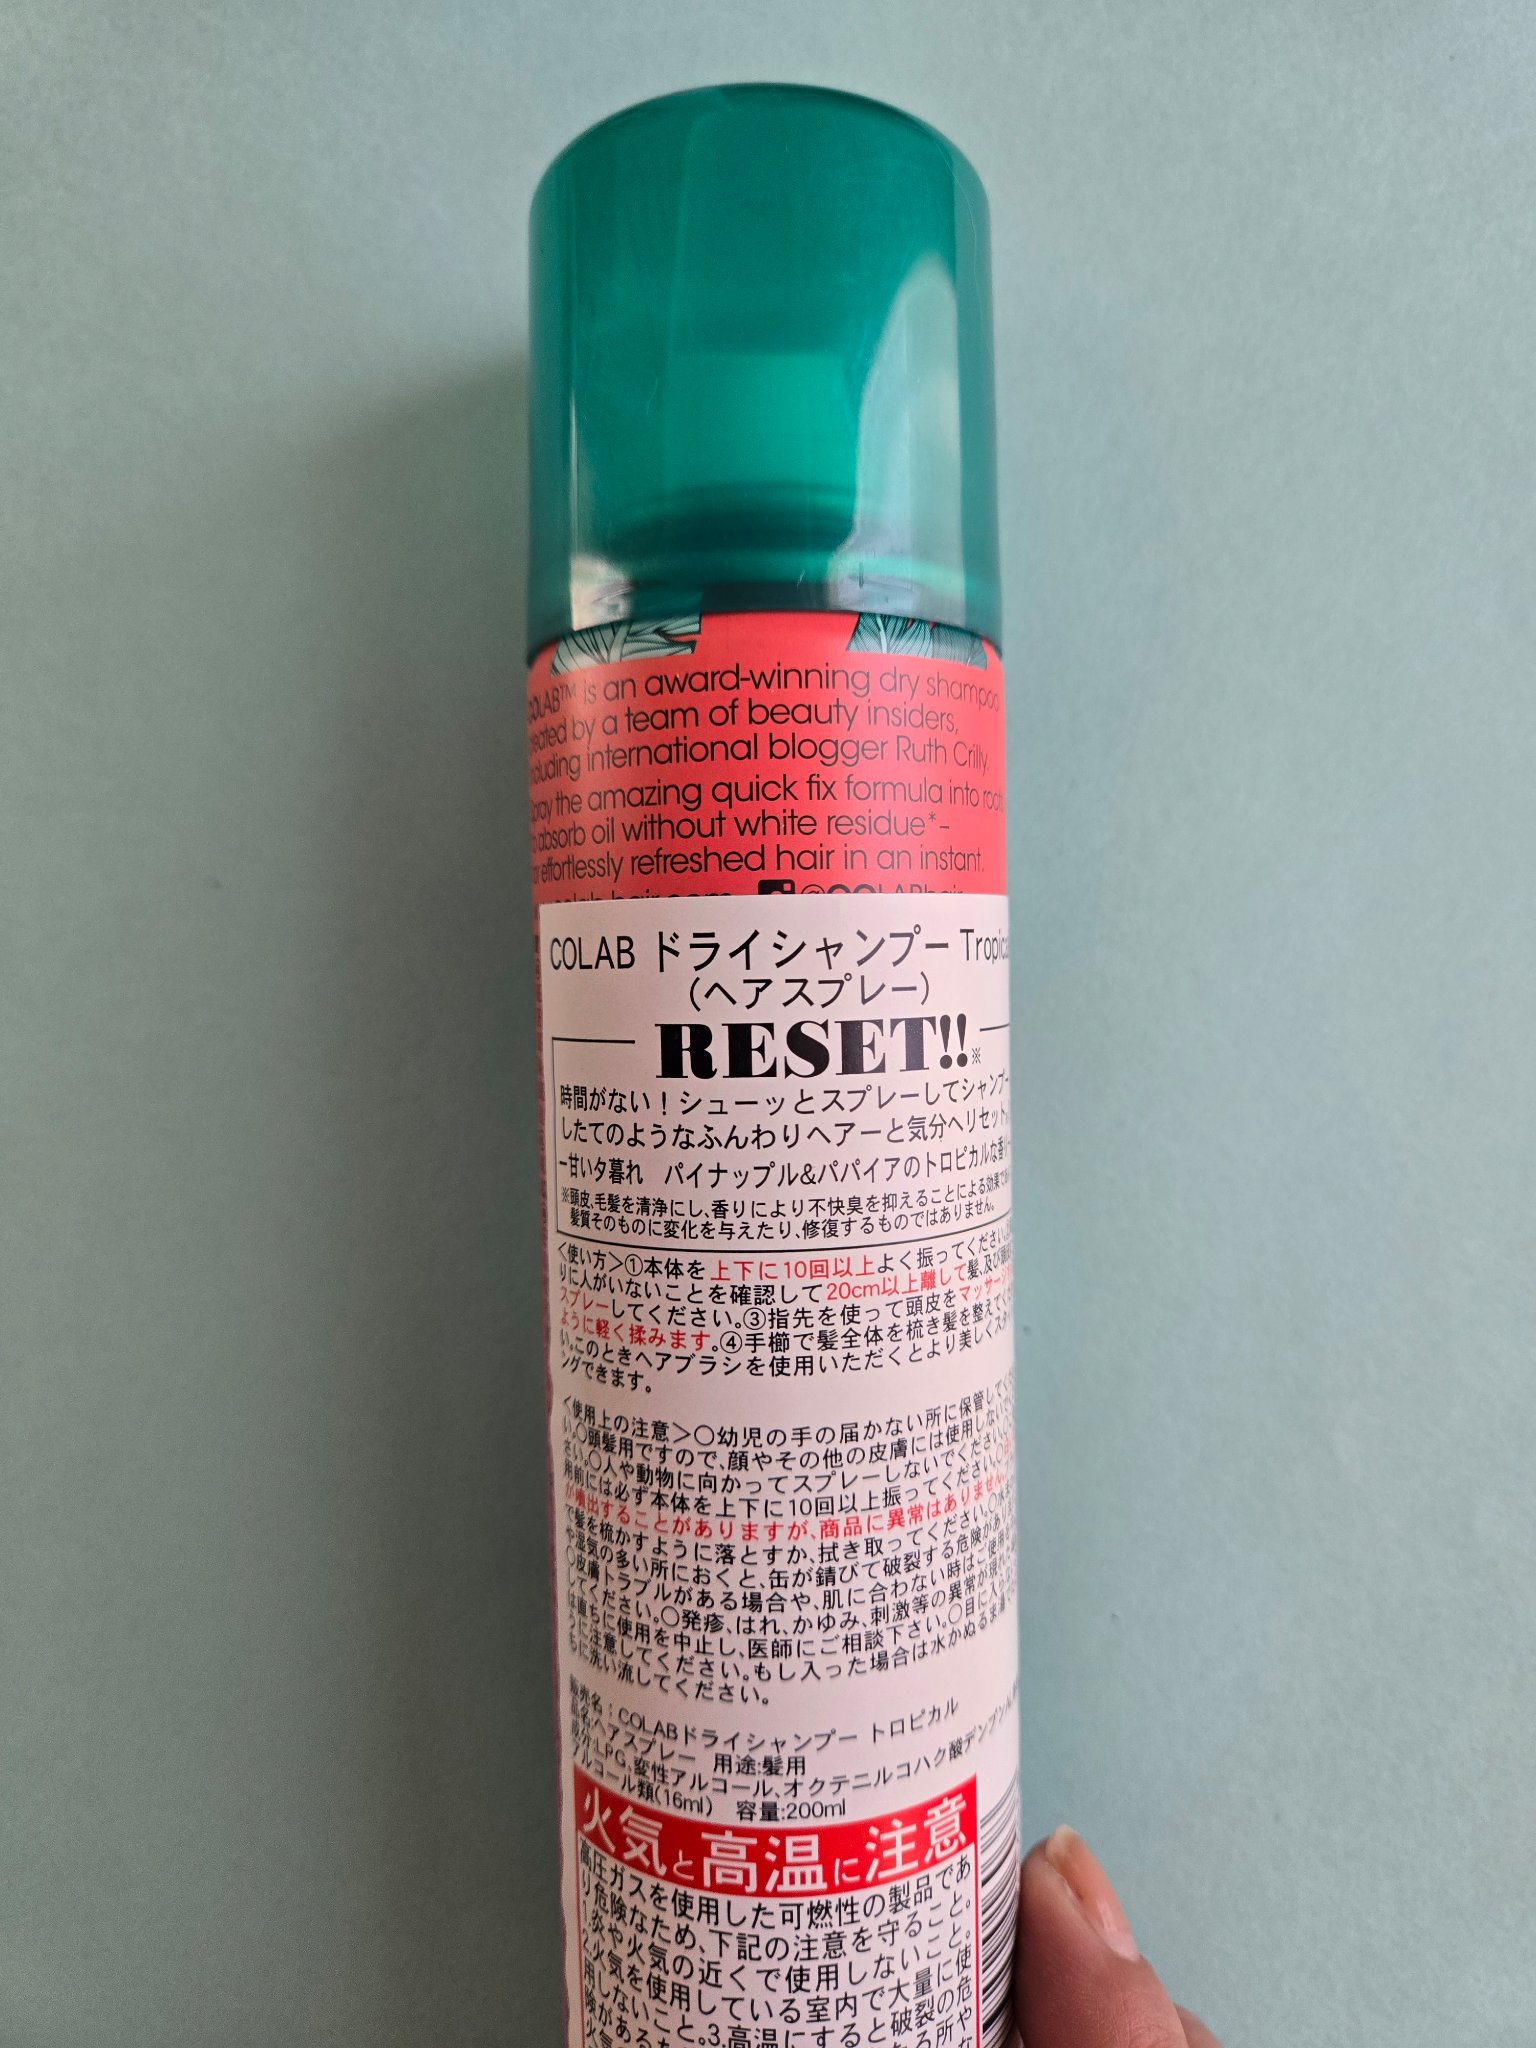 is an award-winning dry shampoo
by a team of beauty insiders,
international blogger Ruth Crilly.
the amazing quick fix formula into roots
absorb oil without white residue*-
effortlessly refreshed hair in an instant.
COLAB ドライシャンプー Tropical
(ヘアスプレー)
RESET!!※
時間がない！シューッとスプレーしてシャンプー
したてのようなふんわりヘアーと気分へリセット
ー甘い夕暮れ パイナップル&パパイアのトロピカルな香りー
※頭皮、毛髪を清浄にし、香りにより不快臭を抑えることによる効果であり
髪質そのものに変化を与えたり、修復するものではありません。
<使い方>①本体を上下に10回以上よく振ってください。
りに人がいないことを確認して20cm以上離して髪、及び
スプレーしてください。③指先を使って頭皮をマッサージ
ように軽く揉みます。④手櫛で髪全体を梳き髪を整えてくだ
い。このときヘアブラシを使用いただくとより美しくスタイ
ングできます。
<使用上の注意>○幼児の手の届かない所に保管して
い。○頭髪用ですので、顔やその他の皮膚には使用しないで
さい。○人や動物に向かってスプレーしないでください。
用前には必ず本体を上下に10回以上振ってください。○
が噴出することがありますが、商品に異常はありません。
で髪を梳かすように落とすか、拭き取ってください。○
や湿気の多い所におくと、缶が錆びて破裂する危険が
○皮膚トラブルがある場合や、肌に合わない時はご使用
してください。○発疹、はれ、かゆみ、刺激等の異常が現れ
は直ちに使用を中止し、医師にご相談下さい。○目に入ら
うに注意してください。もし入った場合は水かぬるま湯で
ちに洗い流してください。
販売名：COLABドライシャンプー トロピカル
品名:ヘアスプレー 用途:髪用
成分:LPG、変性アルコール、オクテニルコハク酸デンプン
アルコール類(16ml) 容量:200ml
火気と高温に注意
高圧ガスを使用した可燃性の製品であ
り危険なため、下記の注意を守ること。
1.炎や火気の近くで使用しないこと。
2.火気を使用している室内で大量に使
用しないこと。3.高温にすると破裂の危
険がある